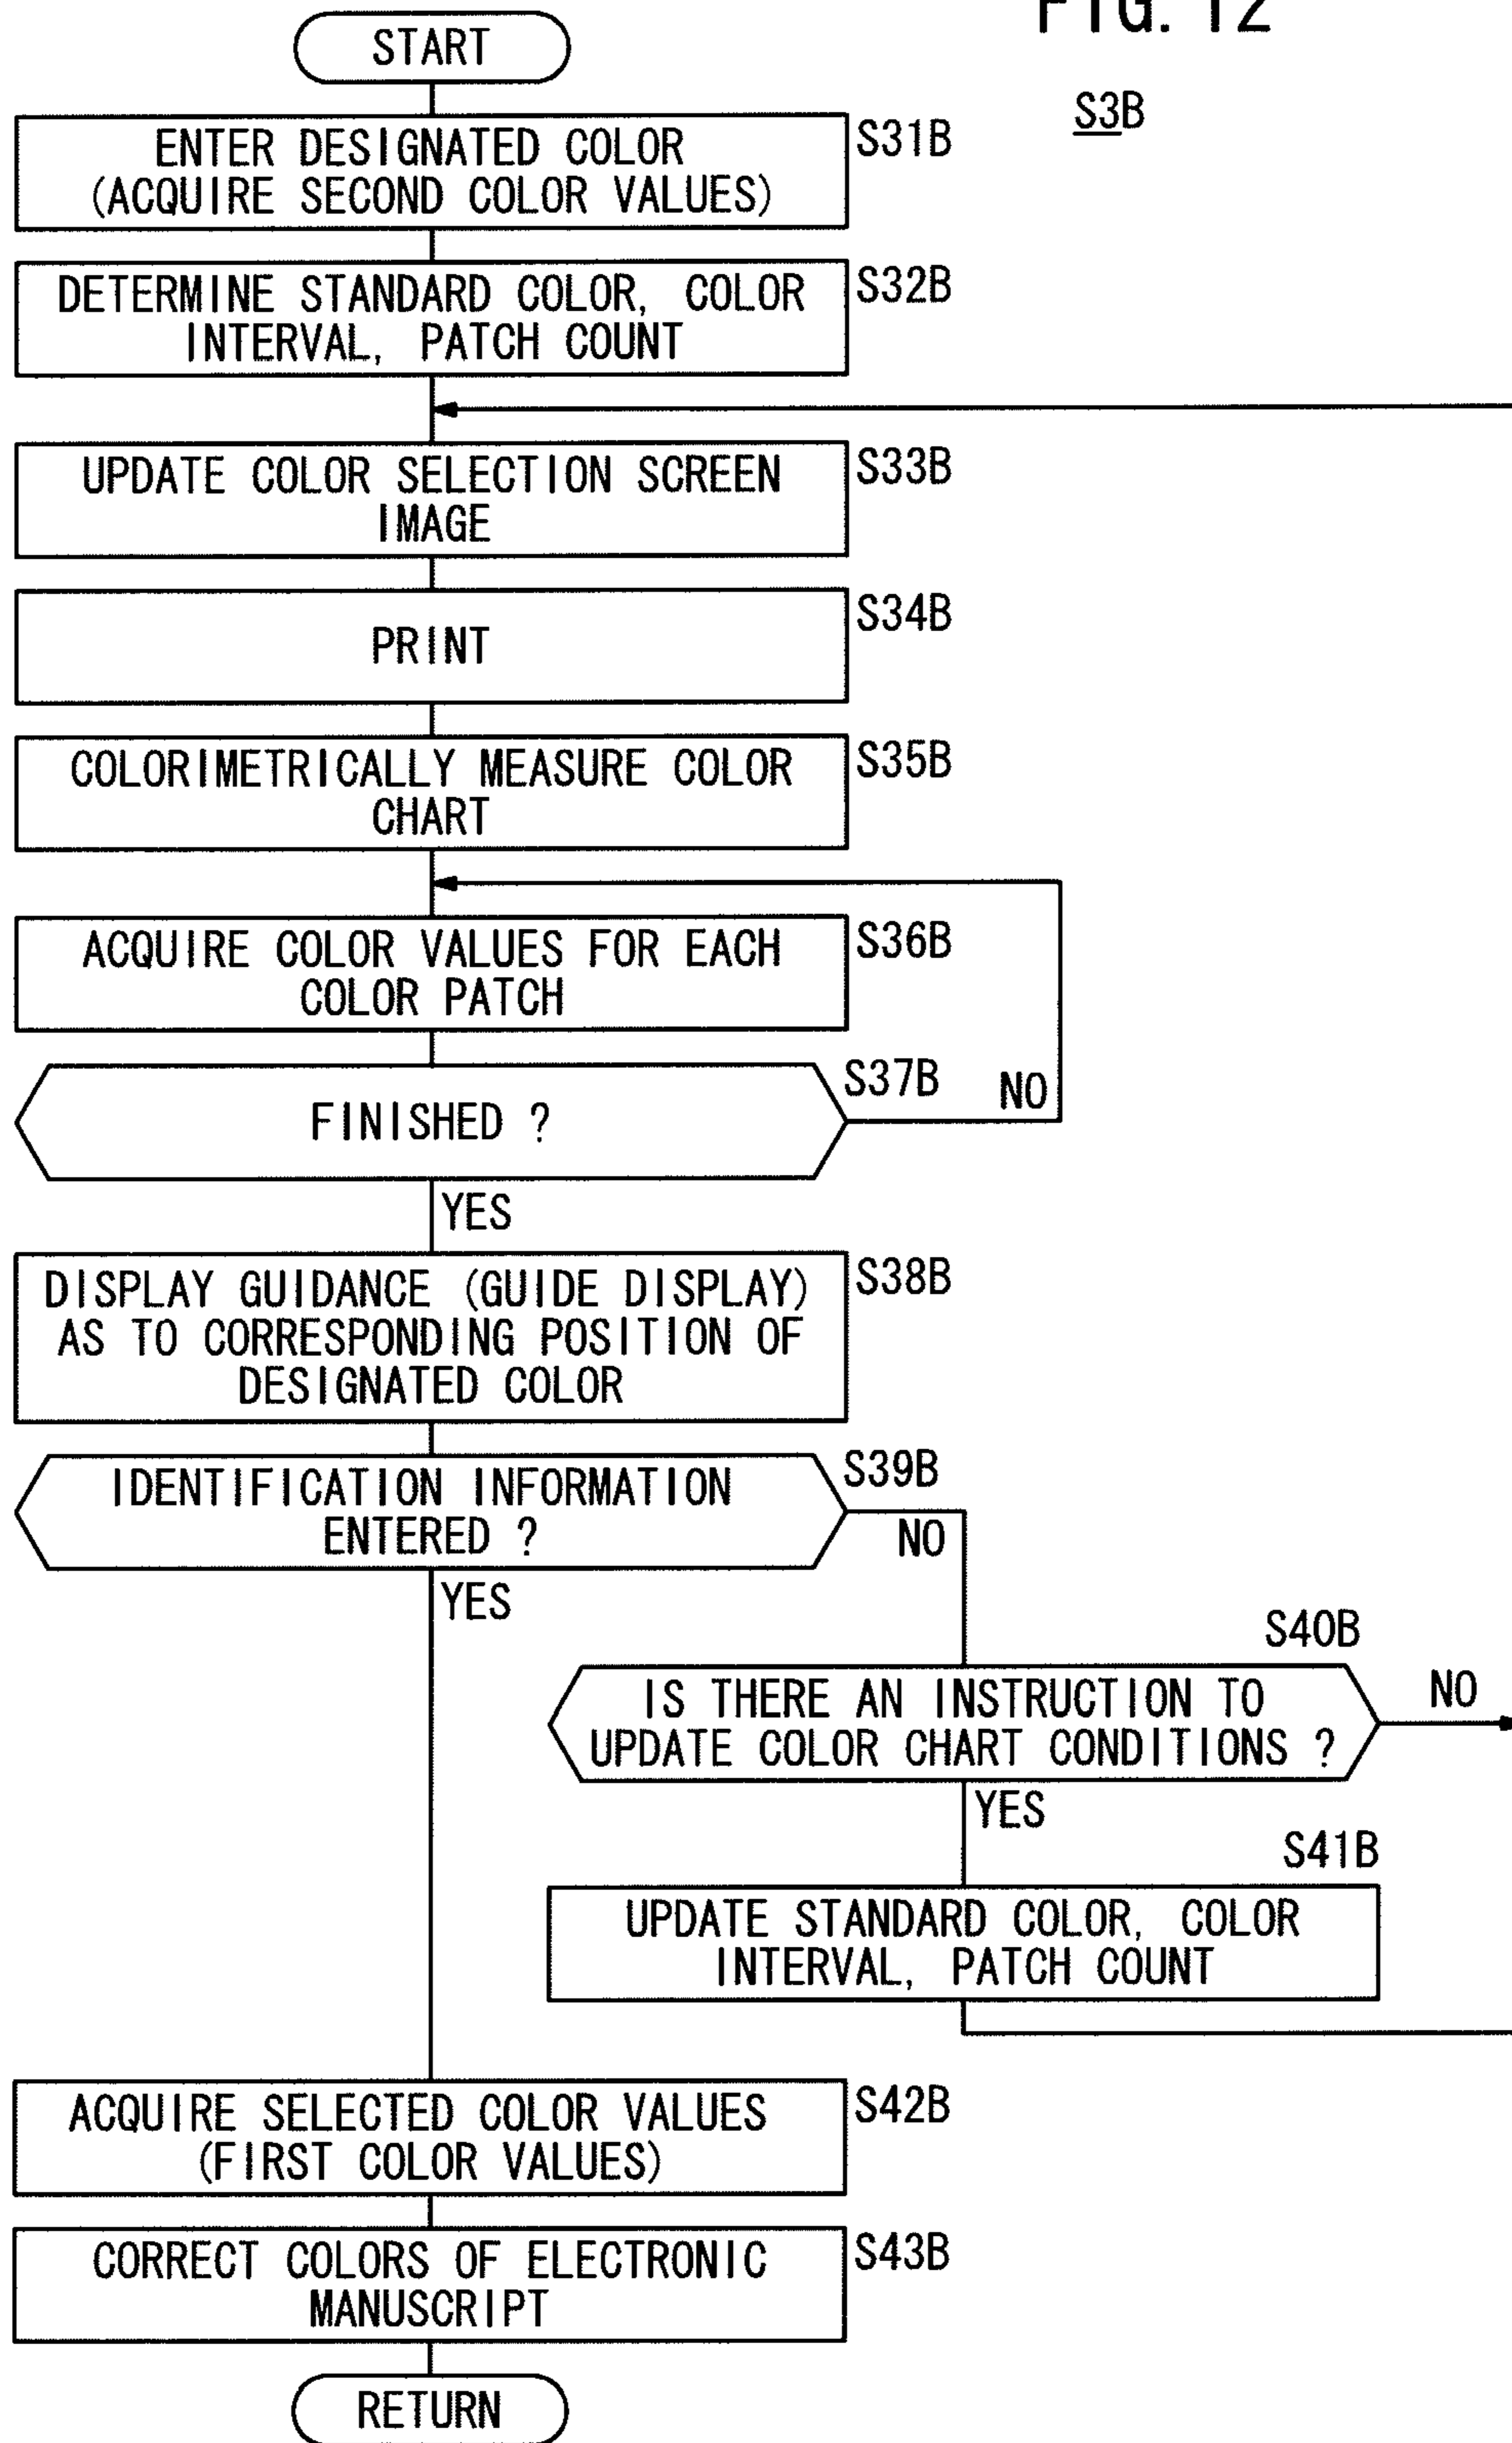 FIG. 12
S3B
START
ENTER DESIGNATED COLOR
(ACQUIRE SECOND COLOR VALUES)
S31B
DETERMINE STANDARD COLOR, COLOR
INTERVAL, PATCH COUNT
S32B
UPDATE COLOR SELECTION SCREEN
IMAGE
S33B
PRINT
S34B
COLORIMETRICALLY MEASURE COLOR
CHART
S35B
ACQUIRE COLOR VALUES FOR EACH
COLOR PATCH
S36B
FINISHED ?
S37B
NO
YES
DISPLAY GUIDANCE (GUIDE DISPLAY)
AS TO CORRESPONDING POSITION OF
DESIGNATED COLOR
S38B
IDENTIFICATION INFORMATION
ENTERED ?
S39B
NO
YES
S40B
IS THERE AN INSTRUCTION TO
UPDATE COLOR CHART CONDITIONS ?
NO
YES
S41B
UPDATE STANDARD COLOR, COLOR
INTERVAL, PATCH COUNT
ACQUIRE SELECTED COLOR VALUES
(FIRST COLOR VALUES)
S42B
CORRECT COLORS OF ELECTRONIC
MANUSCRIPT
S43B
RETURN